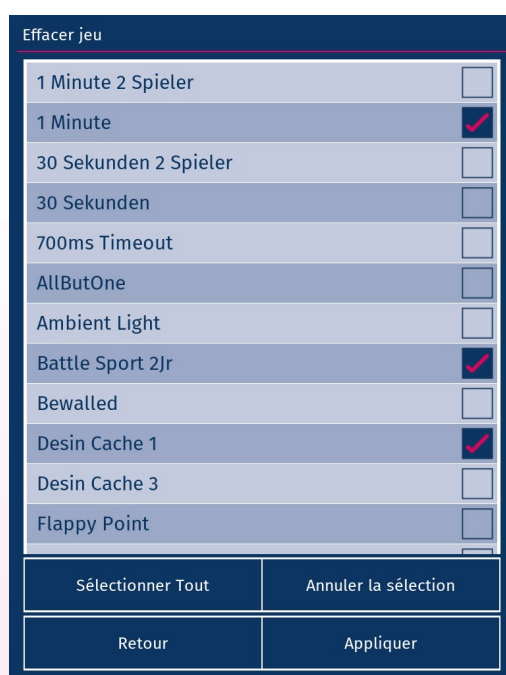 Effacer jeu
1 Minute 2 Spieler
1 Minute
30 Sekunden 2 Spieler
30 Sekunden
700ms Timeout
AllButOne
Ambient Light
Battle Sport 2Jr
Bewalled
Desin Cache 1
Desin Cache 3
Flappy Point
Sélectionner Tout
Annuler la sélection
Retour
Appliquer